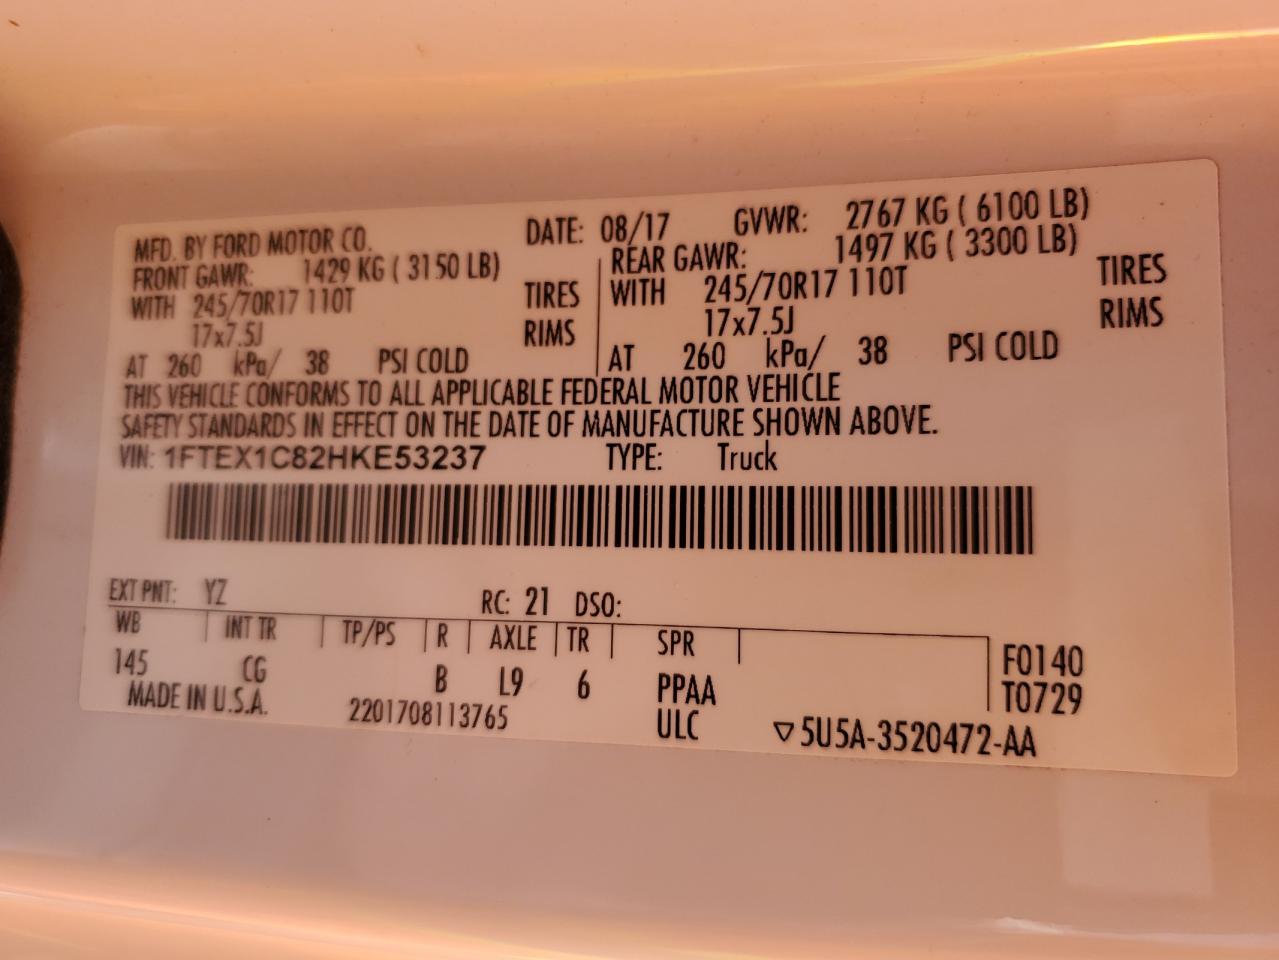 MFD. BY FORD MOTOR CO. DATE: 08/17 GVWR: 2767 KG ( 6100 LB)
FRONT GAWR: 1429 KG ( 3150 LB) REAR GAWR: 1497 KG ( 3300 LB)
WITH 245/70R17 110T TIRES WITH 245/70R17 110T TIRES
17x7.5J RIMS 17x7.5J RIMS
AT 260 kPa/ 38 PSI COLD AT 260 kPa/ 38 PSI COLD
THIS VEHICLE CONFORMS TO ALL APPLICABLE FEDERAL MOTOR VEHICLE
SAFETY STANDARDS IN EFFECT ON THE DATE OF MANUFACTURE SHOWN ABOVE.
VIN: 1FTEX1C82HKE53237 TYPE: Truck
EXT PNT: YZ RC: 21 DSO:
WB INT TR TP/PS R AXLE TR SPR F0140
145 CG B L9 6 PPAA T0729
MADE IN U.S.A. 2201708113765 ULC ▽5U5A-3520472-AA